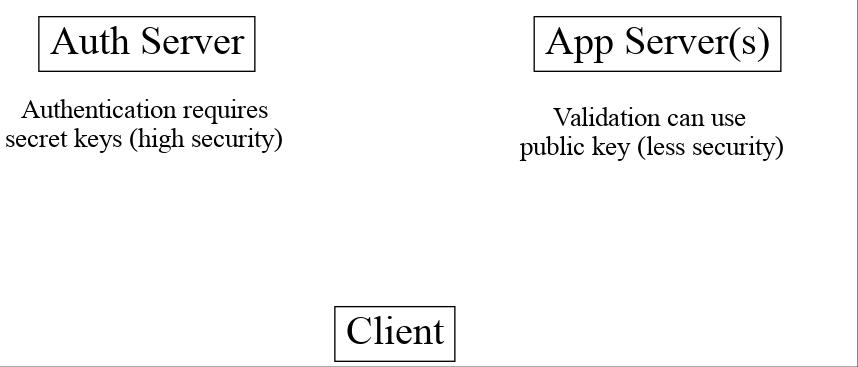 Auth Server
App Server(s)
Authentication requires
secret keys (high security)
Validation can use
public key (less security)
Client